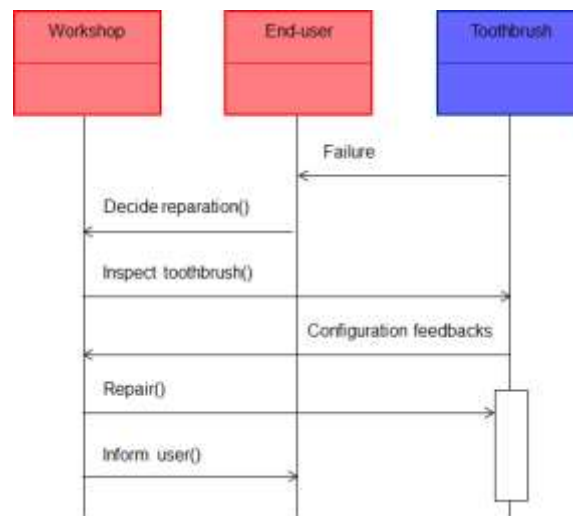 Workshop
End-user
Toothbrush
Failure
Decide reparation()
Inspect toothbrush()
Configuration feedbacks
Repair()
Inform user()